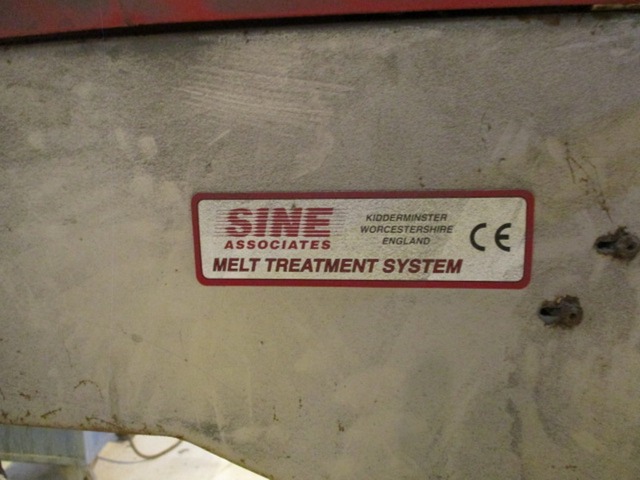 SINE
ASSOCIATES
KIDDERMINSTER
WORCESTERSHIRE
ENGLAND
CE
MELT TREATMENT SYSTEM